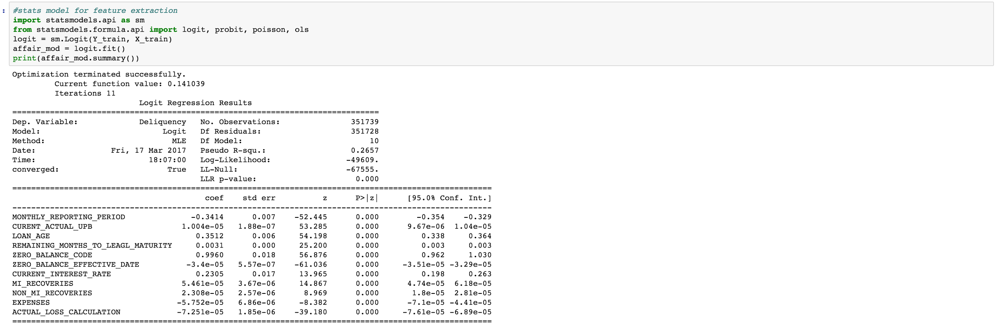 :
#stats model for feature extraction
import statsmodels.api as sm
from statsmodels.formula.api import logit, probit, poisson, ols
logit = sm.Logit(Y_train, X_train)
affair_mod = logit.fit()
print(affair_mod.summary())
Optimization terminated successfully.
         Current function value: 0.141039
         Iterations 11
                           Logit Regression Results
==============================================================================
Dep. Variable:             Deliquency   No. Observations:               351739
Model:                          Logit   Df Residuals:                   351728
Method:                           MLE   Df Model:                           10
Date:                Fri, 17 Mar 2017   Pseudo R-squ.:                  0.2657
Time:                        18:07:00   Log-Likelihood:                -49609.
converged:                       True   LL-Null:                       -67555.
                                        LLR p-value:                     0.000
======================================================================================================
                                         coef    std err          z      P>|z|      [95.0% Conf. Int.]
------------------------------------------------------------------------------------------------------
MONTHLY_REPORTING_PERIOD              -0.3414      0.007    -52.445      0.000        -0.354    -0.329
CURENT_ACTUAL_UPB                   1.004e-05   1.88e-07     53.285      0.000      9.67e-06  1.04e-05
LOAN_AGE                               0.3512      0.006     54.198      0.000         0.338     0.364
REMAINING_MONTHS_TO_LEAGL_MATURITY     0.0031      0.000     25.200      0.000         0.003     0.003
ZERO_BALANCE_CODE                      0.9960      0.018     56.876      0.000         0.962     1.030
ZERO_BALANCE_EFFECTIVE_DATE          -3.4e-05   5.57e-07    -61.036      0.000     -3.51e-05 -3.29e-05
CURRENT_INTEREST_RATE                  0.2305      0.017     13.965      0.000         0.198     0.263
MI_RECOVERIES                       5.461e-05   3.67e-06     14.867      0.000      4.74e-05  6.18e-05
NON_MI_RECOVERIES                   2.308e-05   2.57e-06      8.969      0.000       1.8e-05  2.81e-05
EXPENSES                           -5.752e-05   6.86e-06     -8.382      0.000      -7.1e-05 -4.41e-05
ACTUAL_LOSS_CALCULATION            -7.251e-05   1.85e-06    -39.180      0.000     -7.61e-05 -6.89e-05
======================================================================================================